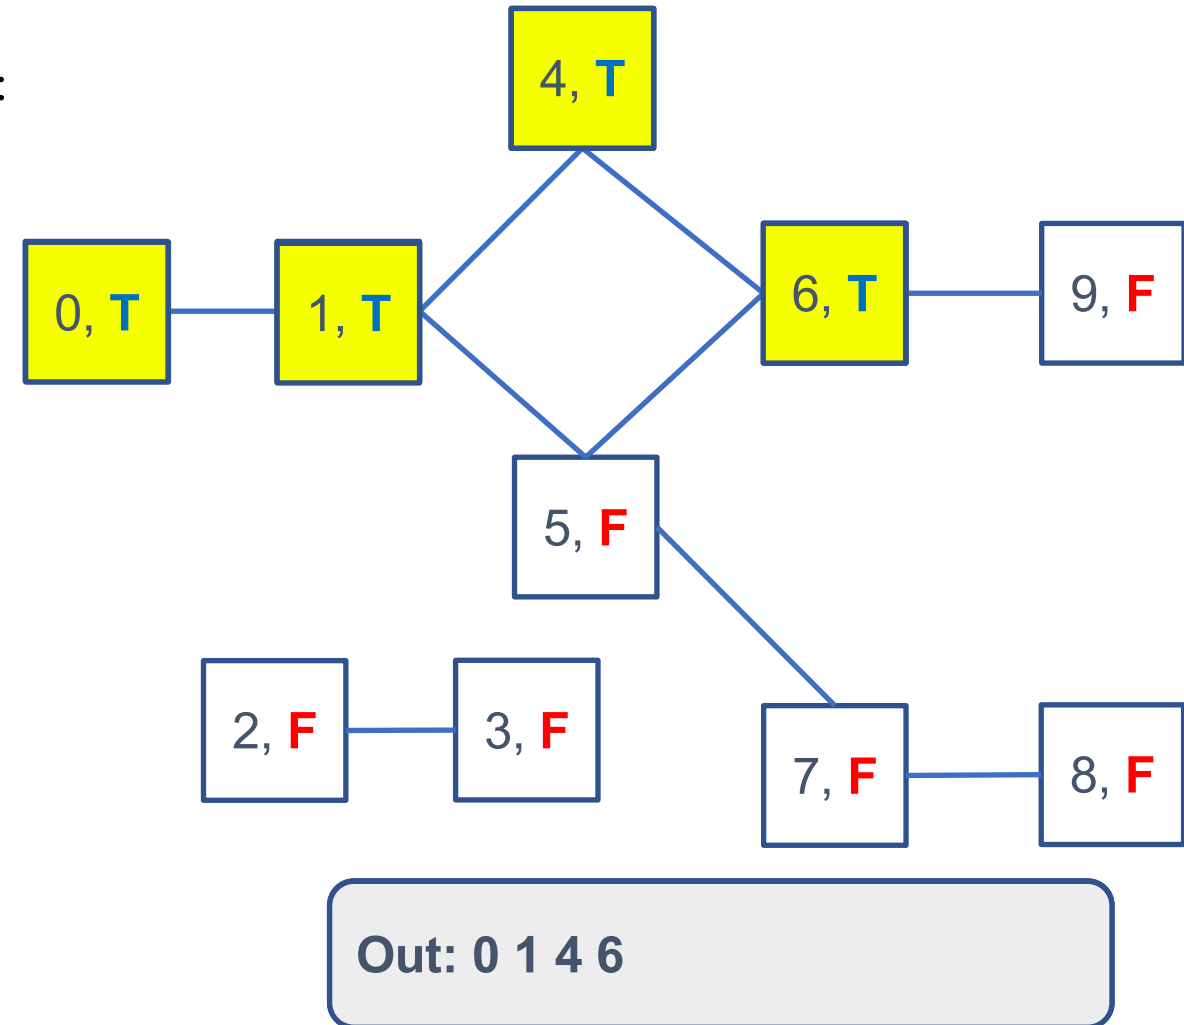 :
4, T
0, T
1, T
6, T
9, F
5, F
2, F
3, F
7, F
8, F
Out: 0 1 4 6